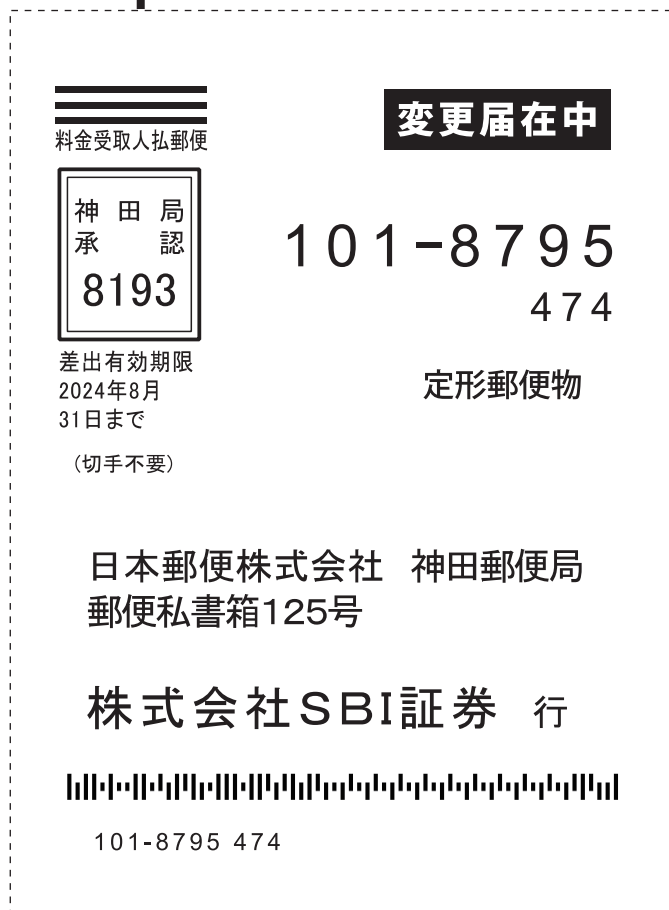 料金受取人払郵便
変更届在中
神田局
承認
8193
101-8795
474
差出有効期限
2024年8月
31日まで
(切手不要)
定形郵便物
日本郵便株式会社 神田郵便局
郵便私書箱125号
株式会社SBI証券 行
101-8795 474